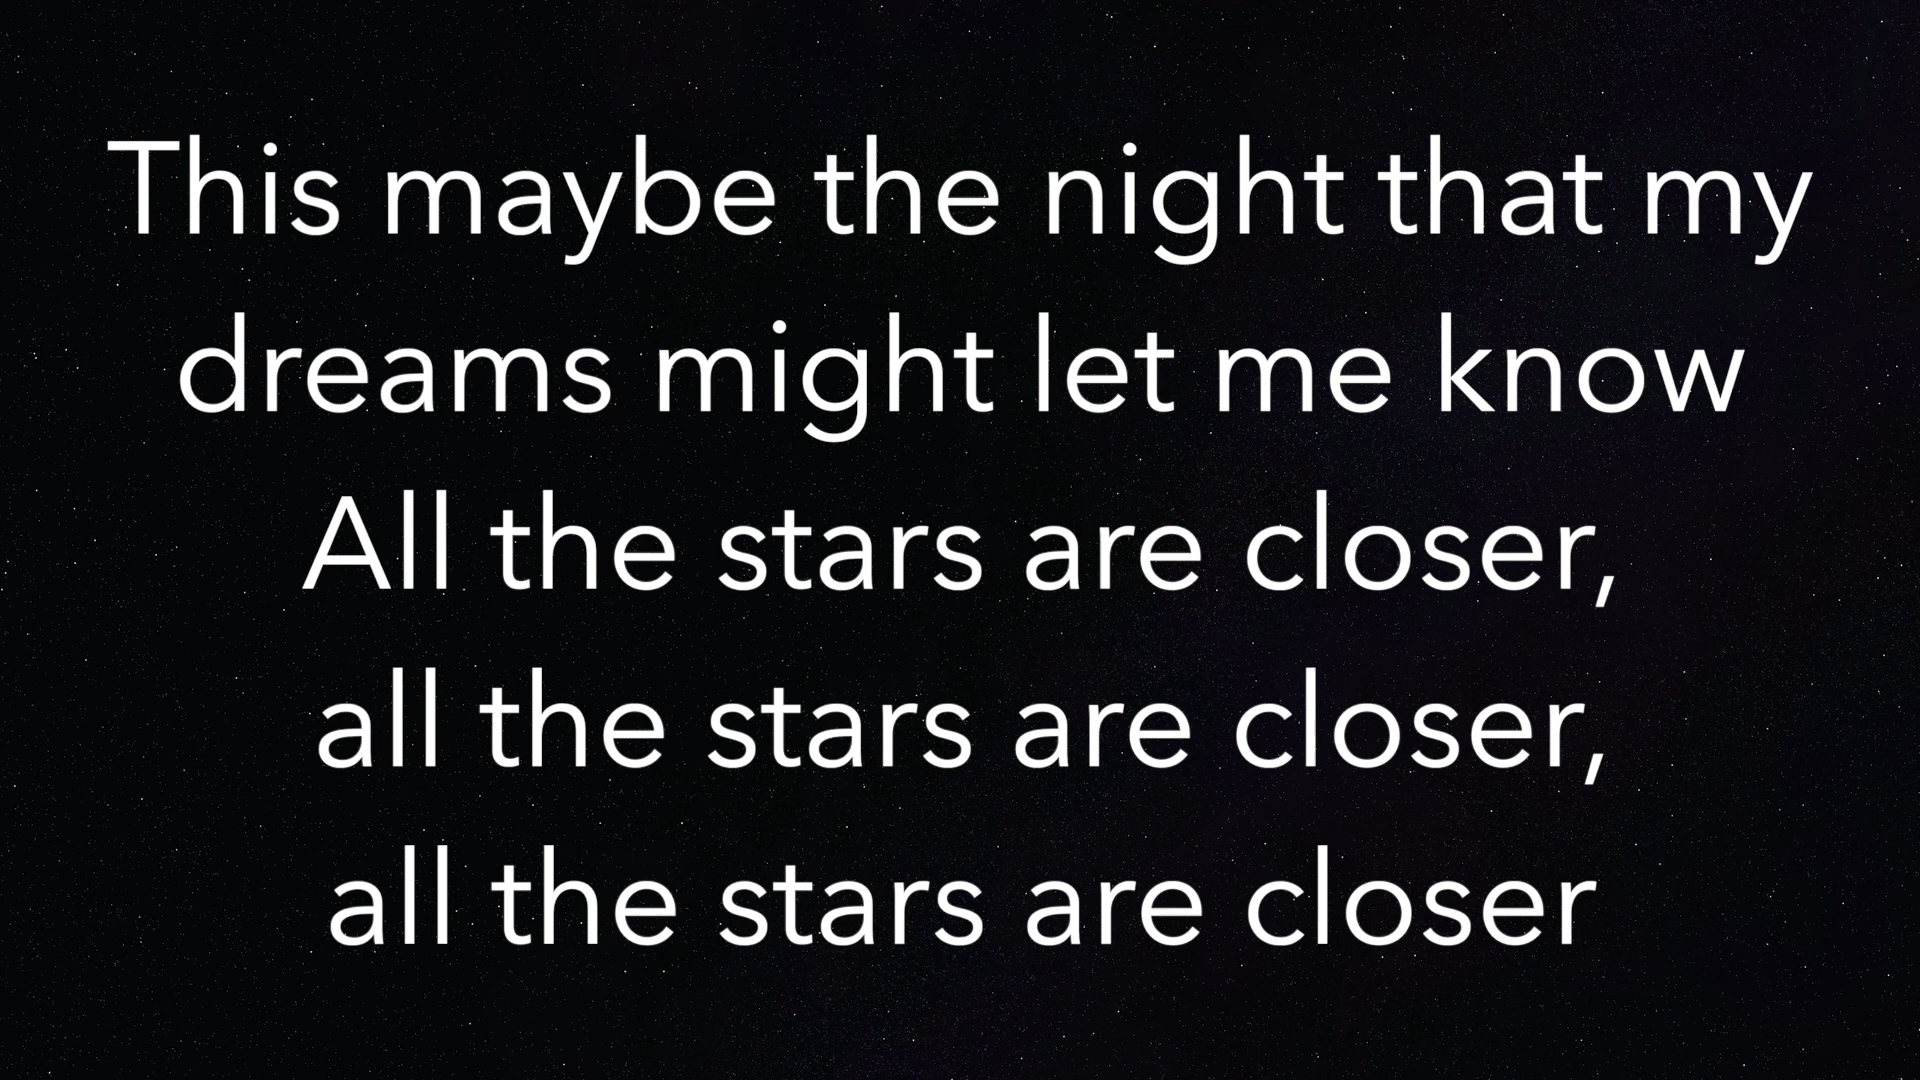 This maybe the night that my
dreams might let me know
All the stars are closer,
all the stars are closer,
all the stars are closer